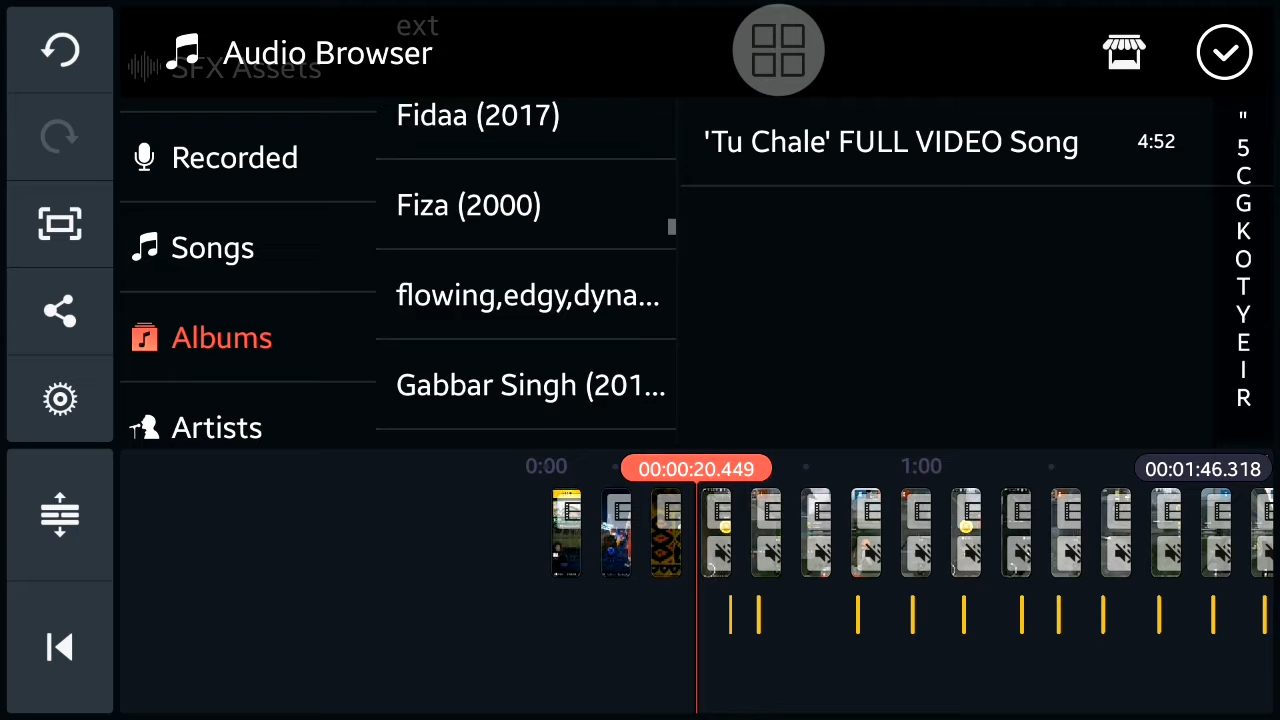 ext
Audio Browser
SFX Assets
Recorded
Songs
Albums
Artists
Fidaa (2017)
Fiza (2000)
flowing,edgy,dyna...
Gabbar Singh (201...
'Tu Chale' FULL VIDEO Song 4:52
"
5
C
G
K
O
T
Y
E
I
R
0:00
00:00:20.449
1:00
00:01:46.318